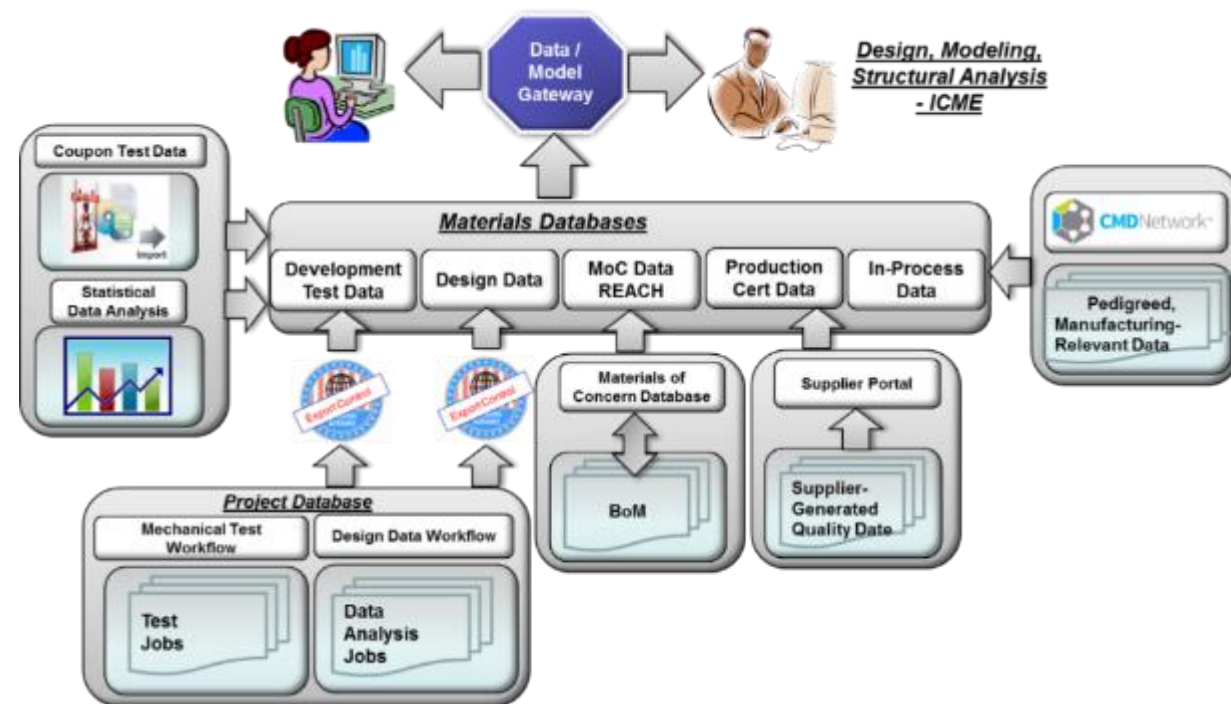 Data /
Model
Gateway
Design, Modeling,
Structural Analysis
- ICME
Coupon Test Data
Import
Statistical
Data Analysis
Materials Databases
Development
Test Data
Design Data
MoC Data
REACH
Production
Cert Data
In-Process
Data
CMDNetwork
Pedigreed,
Manufacturing-
Relevant Data
Export Control
Export Control
Materials of
Concern Database
BoM
Supplier Portal
Supplier-
Generated
Quality Date
Project Database
Mechanical Test
Workflow
Design Data Workflow
Test
Jobs
Data
Analysis
Jobs